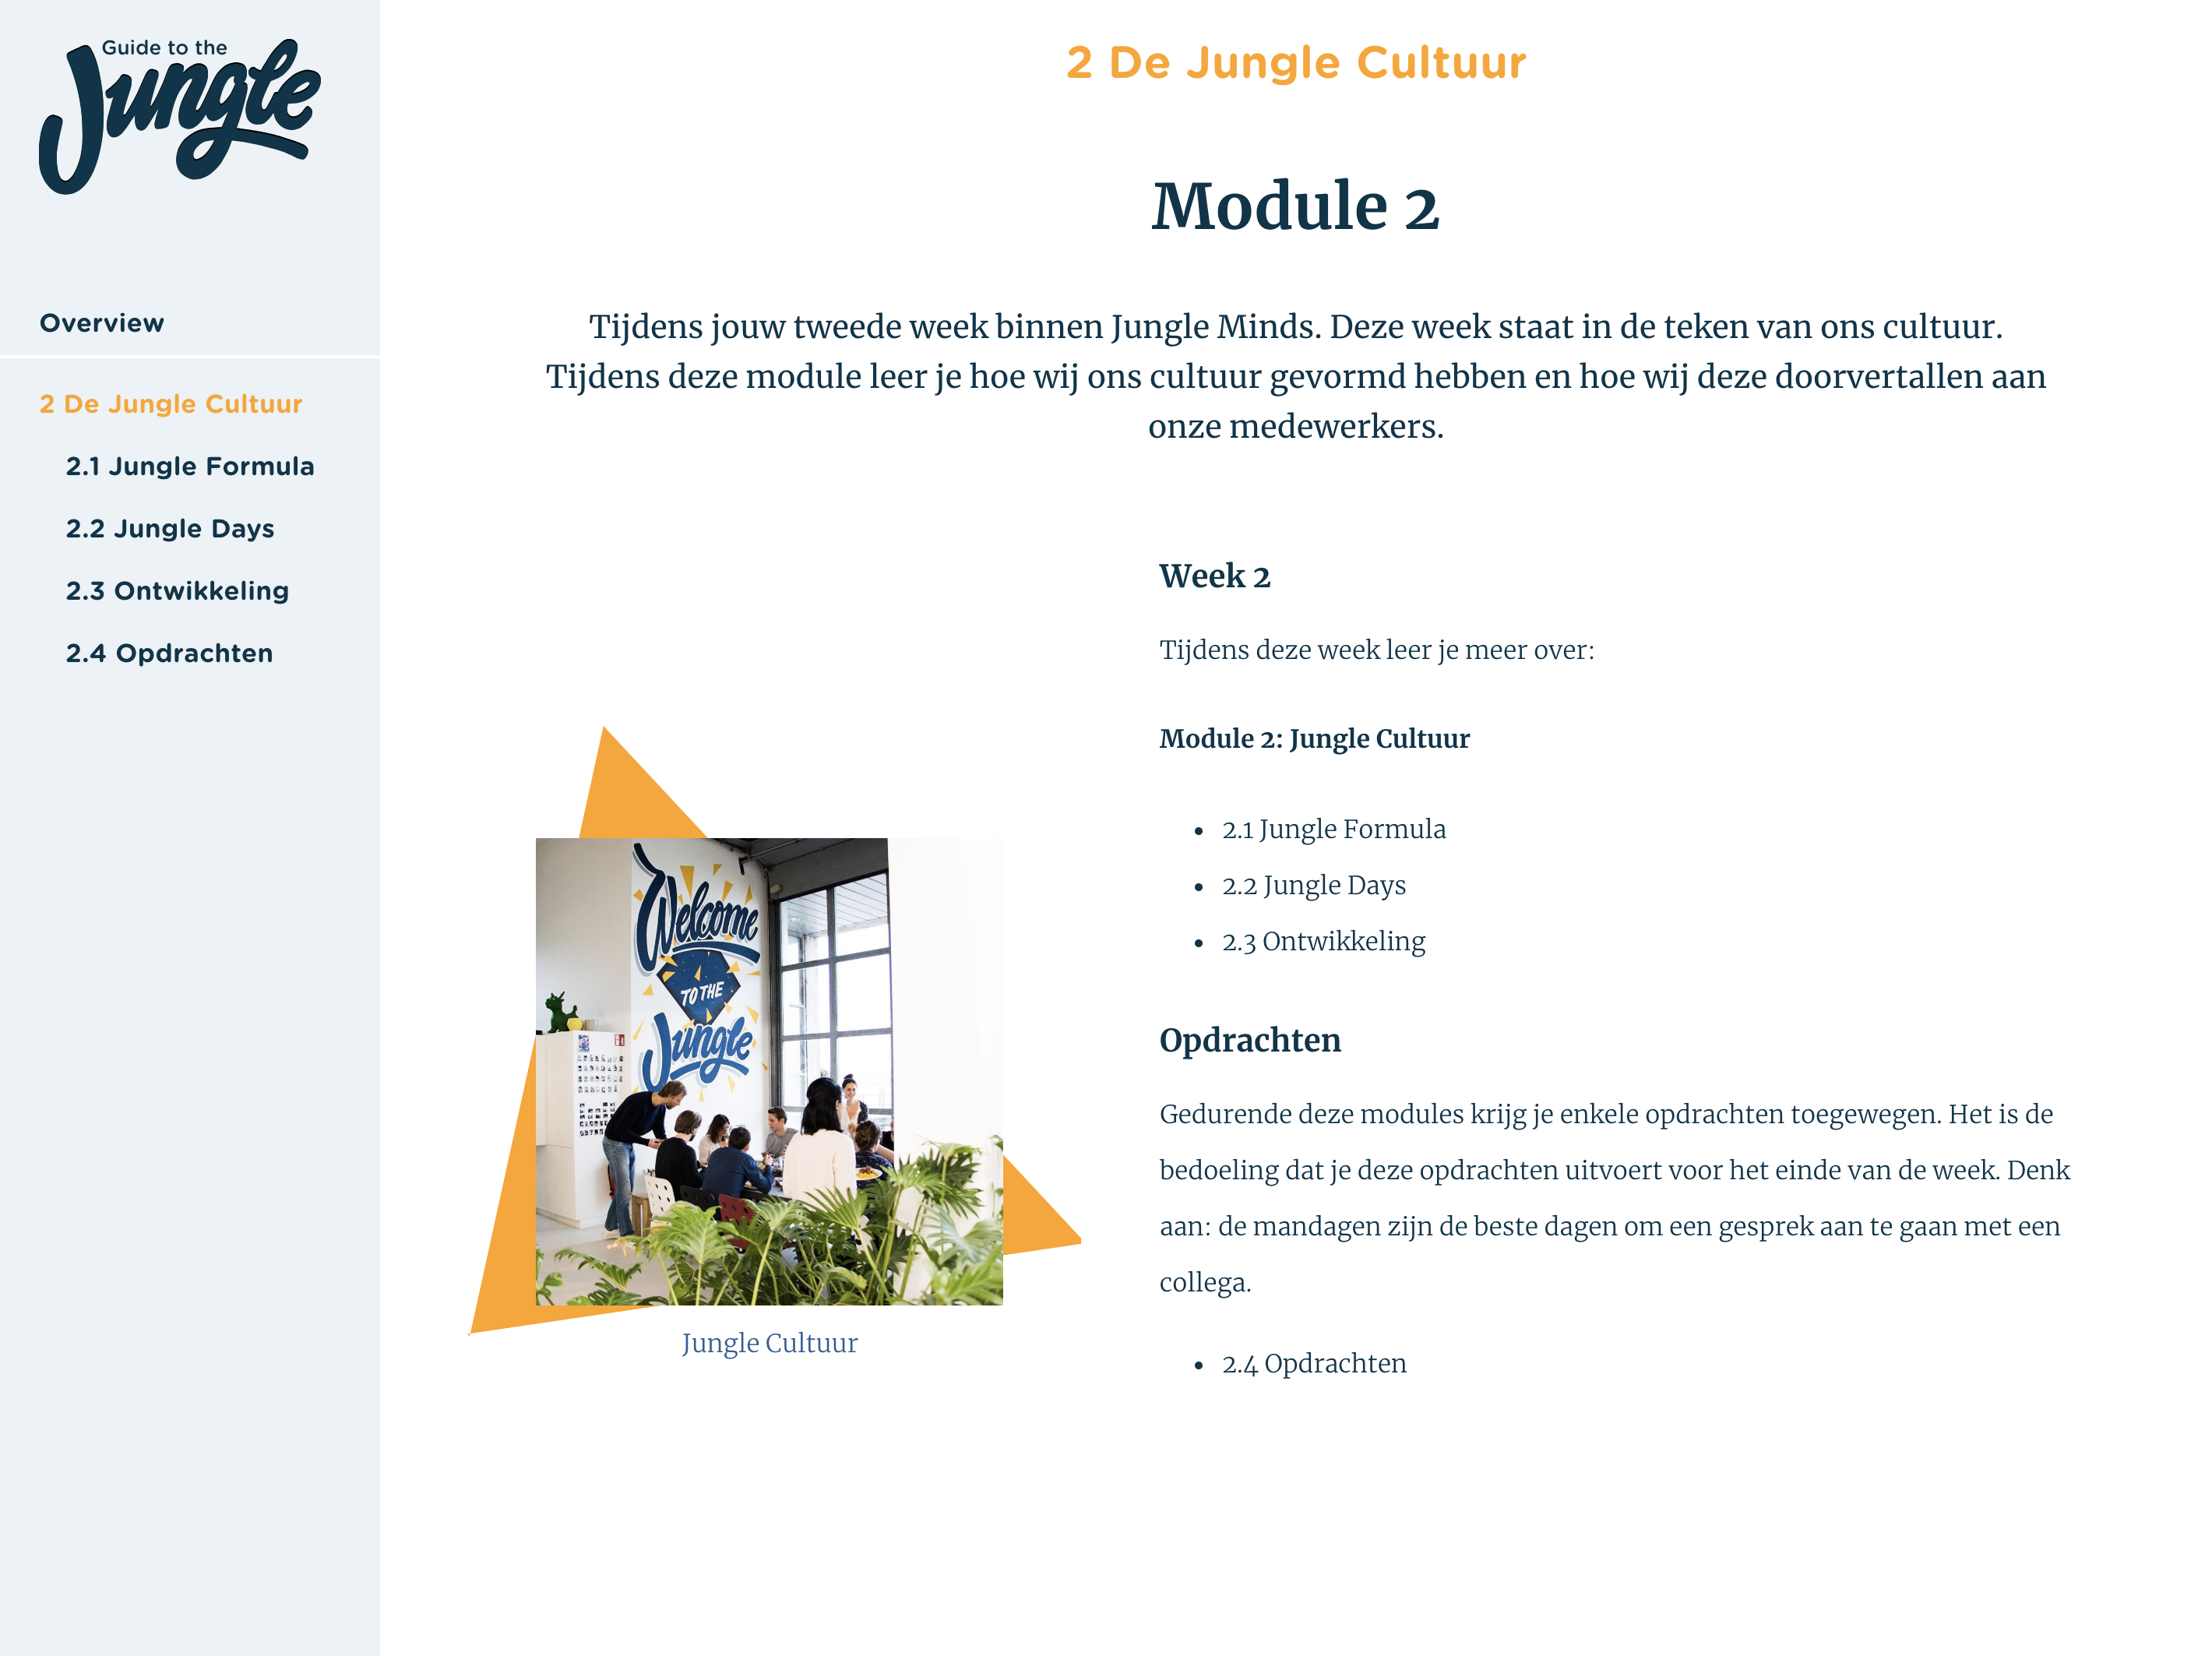 Guide to the
Jungle
Overview
2 De Jungle Cultuur
2.1 Jungle Formula
2.2 Jungle Days
2.3 Ontwikkeling
2.4 Opdrachten
2 De Jungle Cultuur
Module 2
Tijdens jouw tweede week binnen Jungle Minds. Deze week staat in de teken van ons cultuur.
Tijdens deze module leer je hoe wij ons cultuur gevormd hebben en hoe wij deze doorvertallen aan
onze medewerkers.
Welcome
TO THE
Jungle
Jungle Cultuur
Week 2
Tijdens deze week leer je meer over:
Module 2: Jungle Cultuur
• 2.1 Jungle Formula
• 2.2 Jungle Days
• 2.3 Ontwikkeling
Opdrachten
Gedurende deze modules krijg je enkele opdrachten toegewegen. Het is de
bedoeling dat je deze opdrachten uitvoert voor het einde van de week. Denk
aan: de mandagen zijn de beste dagen om een gesprek aan te gaan met een
collega.
• 2.4 Opdrachten